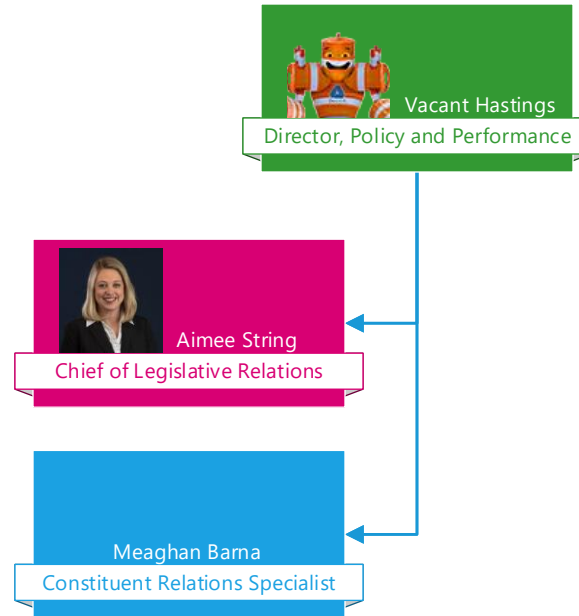 Vacant Hastings
Director, Policy and Performance
Aimee String
Chief of Legislative Relations
Meaghan Barna
Constituent Relations Specialist